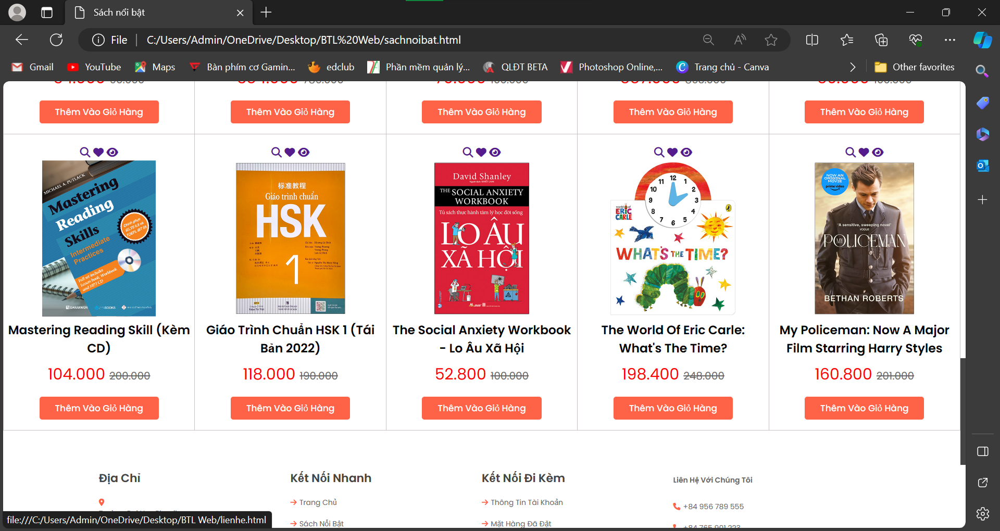 Sách nổi bật
File
C:/Users/Admin/OneDrive/Desktop/BTL%20Web/sachnoibat.html
Gmail
YouTube
Maps
Bàn phím cơ Gamin...
edclub
Phần mềm quản lý...
QLĐT BETA
Photoshop Online,...
Trang chủ - Canva
Other favorites
Thêm Vào Giỏ Hàng
Thêm Vào Giỏ Hàng
Thêm Vào Giỏ Hàng
Thêm Vào Giỏ Hàng
Thêm Vào Giỏ Hàng
MICHAEL A. PUTLACK
Mastering
Reading
Skills
Intermediate
Practices
Chinh phục
IELTS 5.5 và
TOEFL iBT 65
Full set includes
Lesson book, Workbook
and MP3 CD
DARAKWON
标准教程
Giáo trình chuẩn
HSK
1
David Shanley
THE SOCIAL ANXIETY
WORKBOOK
Tủ sách thực hành tâm lý học đời sống
LO ÂU
XÃ HỘI
12
1
2
3
4
5
6
7
8
9
10
11
world of
ERIC
CARLE
WHAT'S THE TIME?
NOW AN
ORIGINAL
MOVIE
prime video
'A sensitive, sweeping novel'
VOGUE
MY
POLICEMAN
BETHAN ROBERTS
Mastering Reading Skill (Kèm
CD)
104.000 200.000
Thêm Vào Giỏ Hàng
Giáo Trình Chuẩn HSK 1 (Tái
Bản 2022)
118.000 190.000
Thêm Vào Giỏ Hàng
The Social Anxiety Workbook
- Lo Âu Xã Hội
52.800 100.000
Thêm Vào Giỏ Hàng
The World Of Eric Carle:
What's The Time?
198.400 248.000
Thêm Vào Giỏ Hàng
My Policeman: Now A Major
Film Starring Harry Styles
160.800 201.000
Thêm Vào Giỏ Hàng
Địa Chỉ
Kết Nối Nhanh
Trang Chủ
Sách Nổi Bật
Kết Nối Đi Kèm
Thông Tin Tài Khoản
Mặt Hàng Đã Đặt
Liên Hệ Với Chúng Tôi
+84 956 789 555
file:///C:/Users/Admin/OneDrive/Desktop/BTL Web/lienhe.html